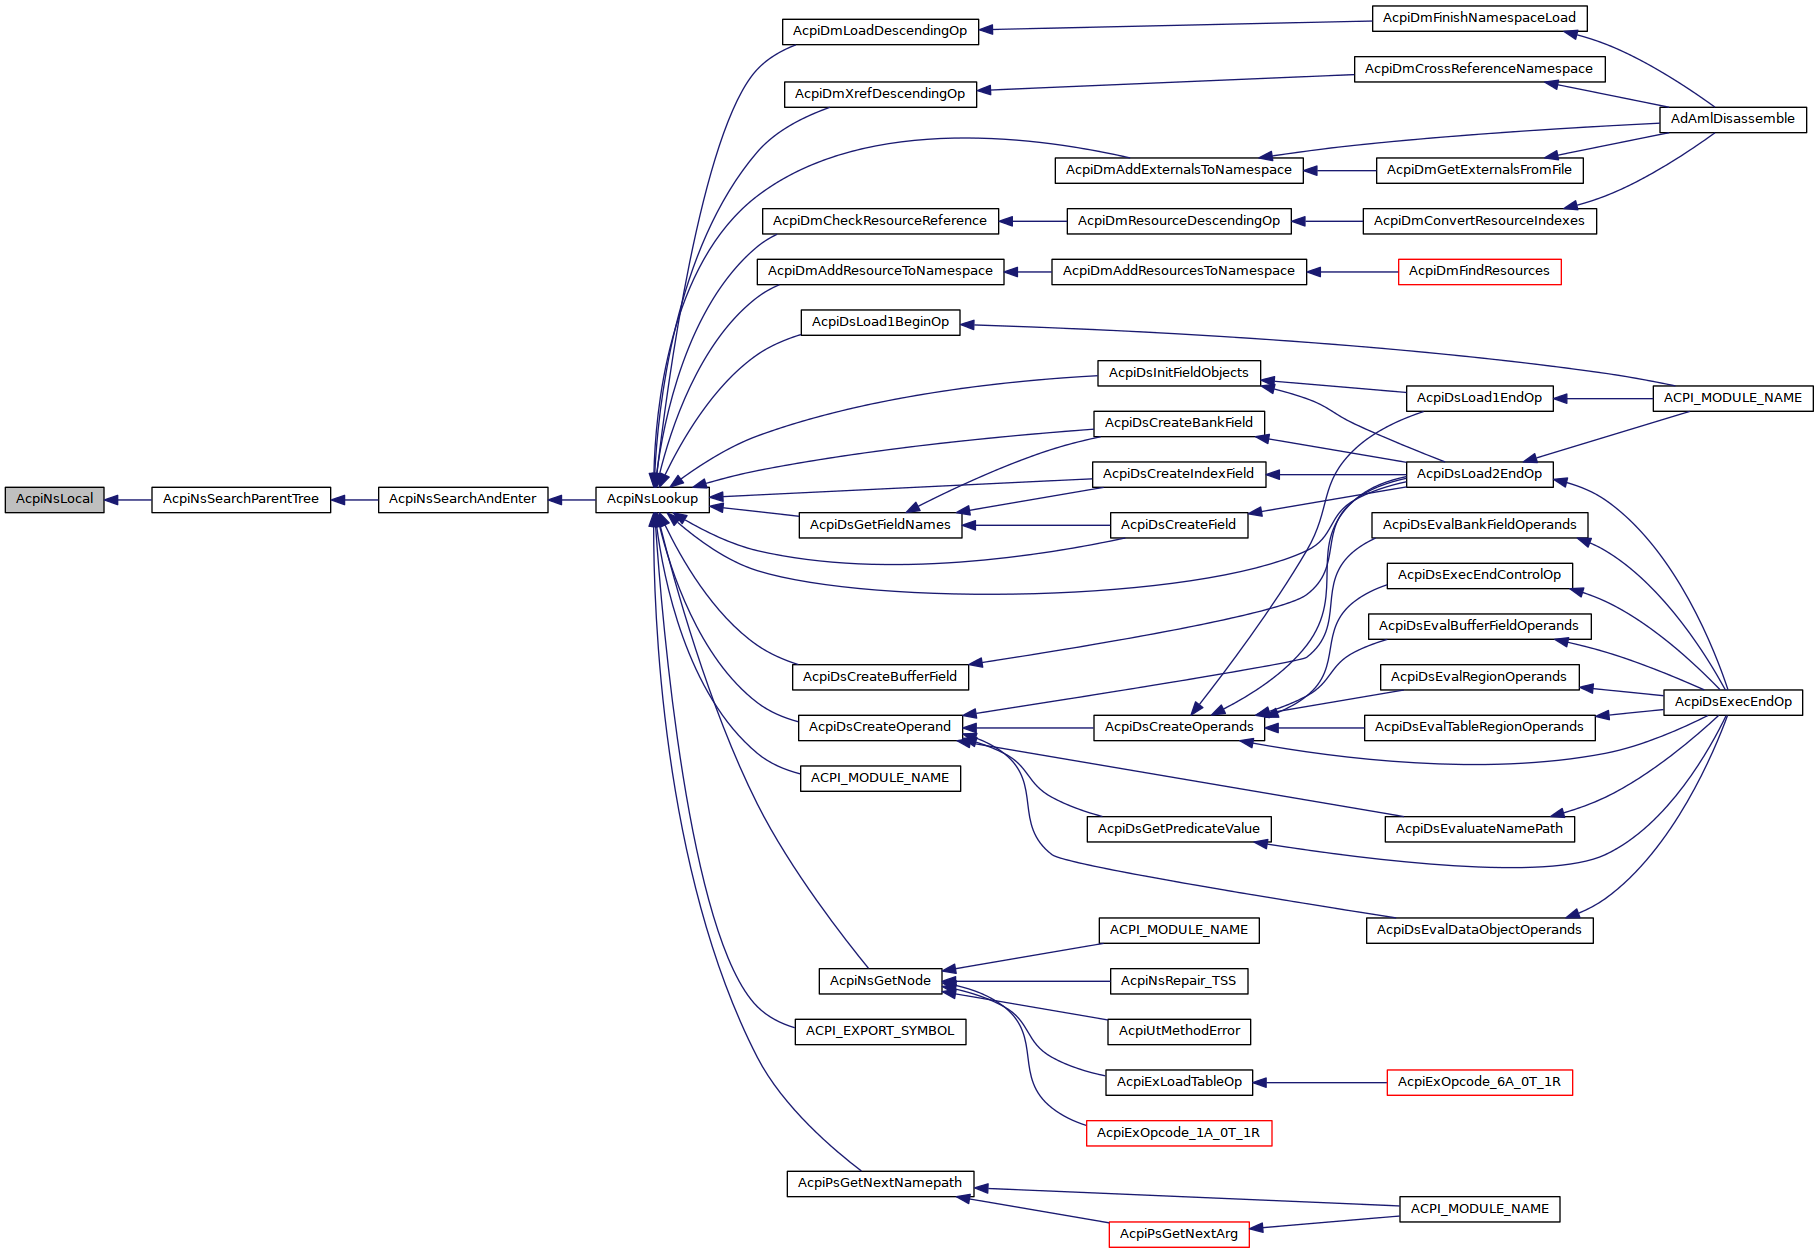 AcpiDmFinishNamespaceLoad
AcpiDmLoadDescendingOp
AcpiDmCrossReferenceNamespace
AcpiDmXrefDescendingOp
AdAmlDisassemble
AcpiDmAddExternalsToNamespace
AcpiDmGetExternalsFromFile
AcpiDmCheckResourceReference
AcpiDmResourceDescendingOp
AcpiDmConvertResourceIndexes
AcpiDmAddResourceToNamespace
AcpiDmAddResourcesToNamespace
AcpiDmFindResources
AcpiDsLoad1BeginOp
AcpiDsInitFieldObjects
AcpiDsLoad1EndOp
ACPI_MODULE_NAME
AcpiDsCreateBankField
AcpiDsCreateIndexField
AcpiDsLoad2EndOp
AcpiNsLocal
AcpiNsSearchParentTree
AcpiNsSearchAndEnter
AcpiNsLookup
AcpiDsGetFieldNames
AcpiDsCreateField
AcpiDsEvalBankFieldOperands
AcpiDsExecEndControlOp
AcpiDsEvalBufferFieldOperands
AcpiDsCreateBufferField
AcpiDsEvalRegionOperands
AcpiDsExecEndOp
AcpiDsCreateOperand
AcpiDsCreateOperands
AcpiDsEvalTableRegionOperands
ACPI_MODULE_NAME
AcpiDsGetPredicateValue
AcpiDsEvaluateNamePath
ACPI_MODULE_NAME
AcpiDsEvalDataObjectOperands
AcpiNsGetNode
AcpiNsRepair_TSS
ACPI_EXPORT_SYMBOL
AcpiUtMethodError
AcpiExLoadTableOp
AcpiExOpcode_6A_0T_1R
AcpiExOpcode_1A_0T_1R
AcpiPsGetNextNamepath
ACPI_MODULE_NAME
AcpiPsGetNextArg